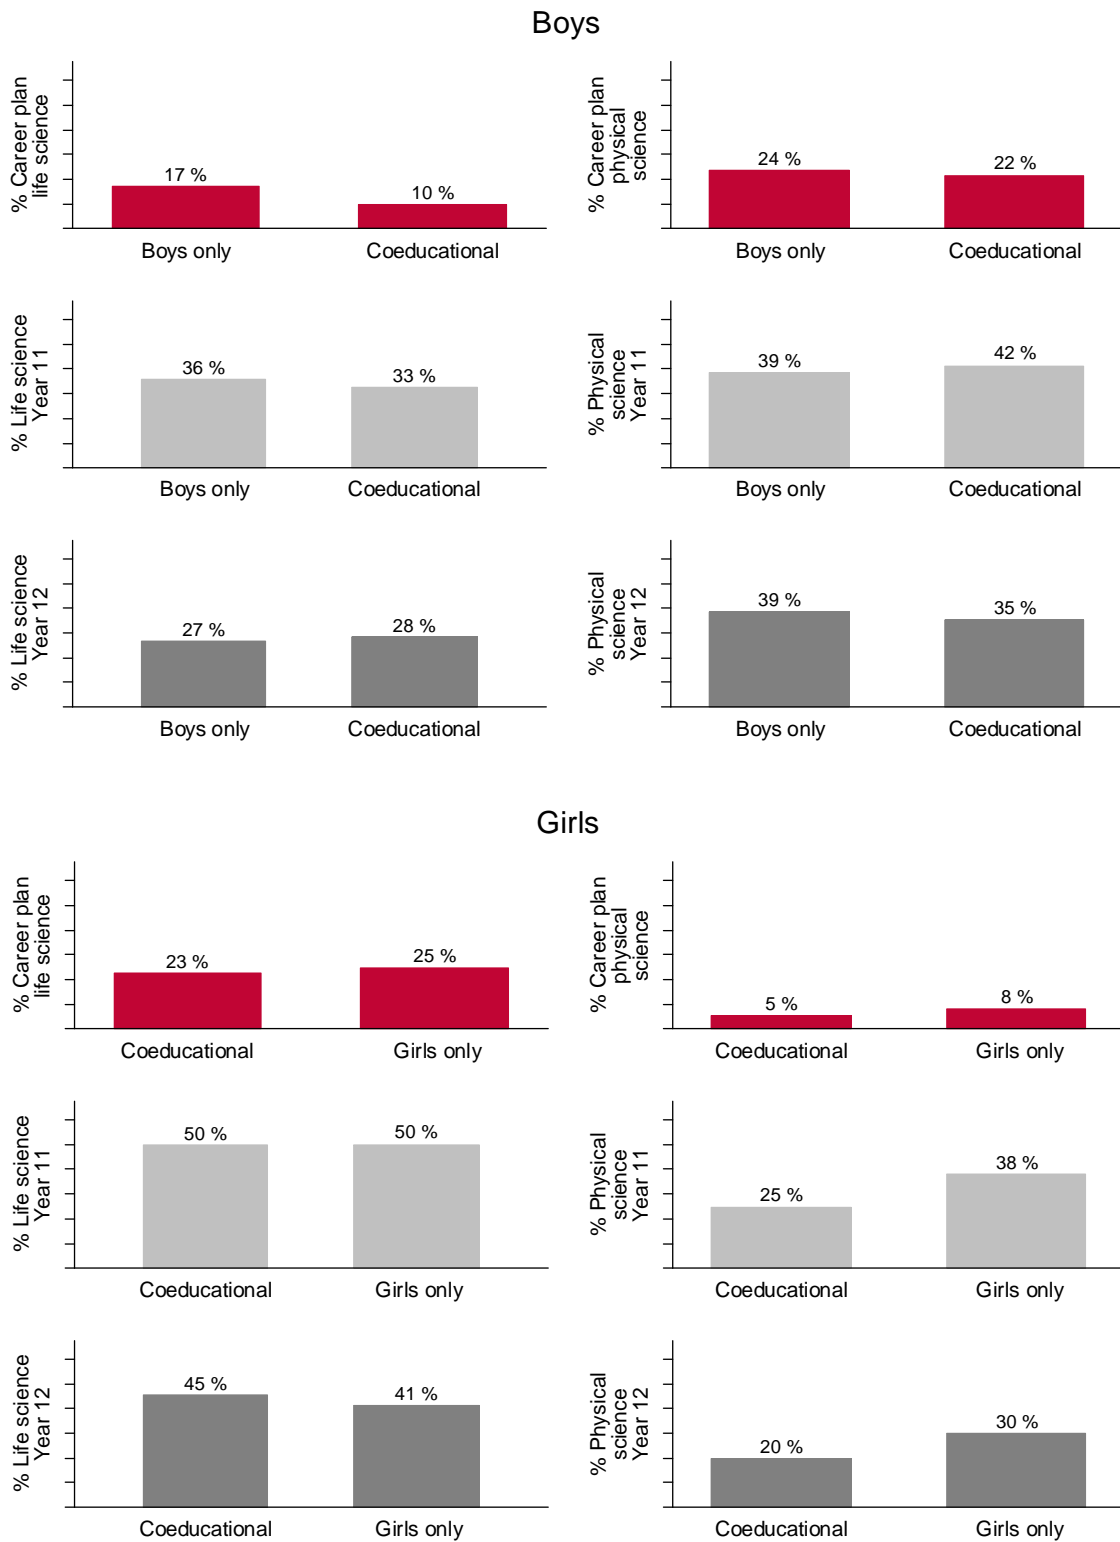 Boys
% Career plan
life science
17 %
10 %
Boys only
Coeducational
% Career plan
physical
science
24 %
22 %
Boys only
Coeducational
% Life science
Year 11
36 %
33 %
Boys only
Coeducational
% Physical
science
Year 11
39 %
42 %
Boys only
Coeducational
% Life science
Year 12
27 %
28 %
Boys only
Coeducational
% Physical
science
Year 12
39 %
35 %
Boys only
Coeducational
Girls
% Career plan
life science
23 %
25 %
Coeducational
Girls only
% Career plan
physical
science
5 %
8 %
Coeducational
Girls only
% Life science
Year 11
50 %
50 %
Coeducational
Girls only
% Physical
science
Year 11
25 %
38 %
Coeducational
Girls only
% Life science
Year 12
45 %
41 %
Coeducational
Girls only
% Physical
science
Year 12
20 %
30 %
Coeducational
Girls only